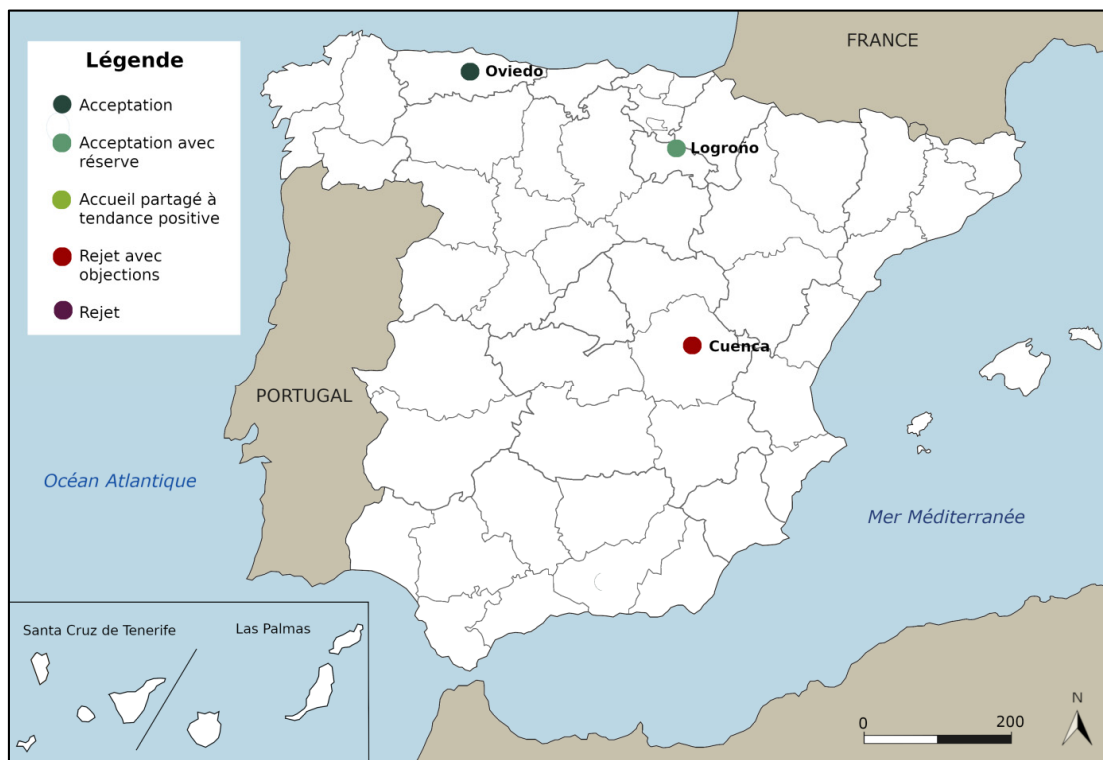 Légende
Acceptation
Acceptation avec
réserve
Accueil partagé à
tendance positive
Rejet avec
objections
Rejet
FRANCE
Oviedo
Logroño
Cuenca
PORTUGAL
Océan Atlantique
Mer Méditerranée
Santa Cruz de Tenerife
Las Palmas
N
0
200